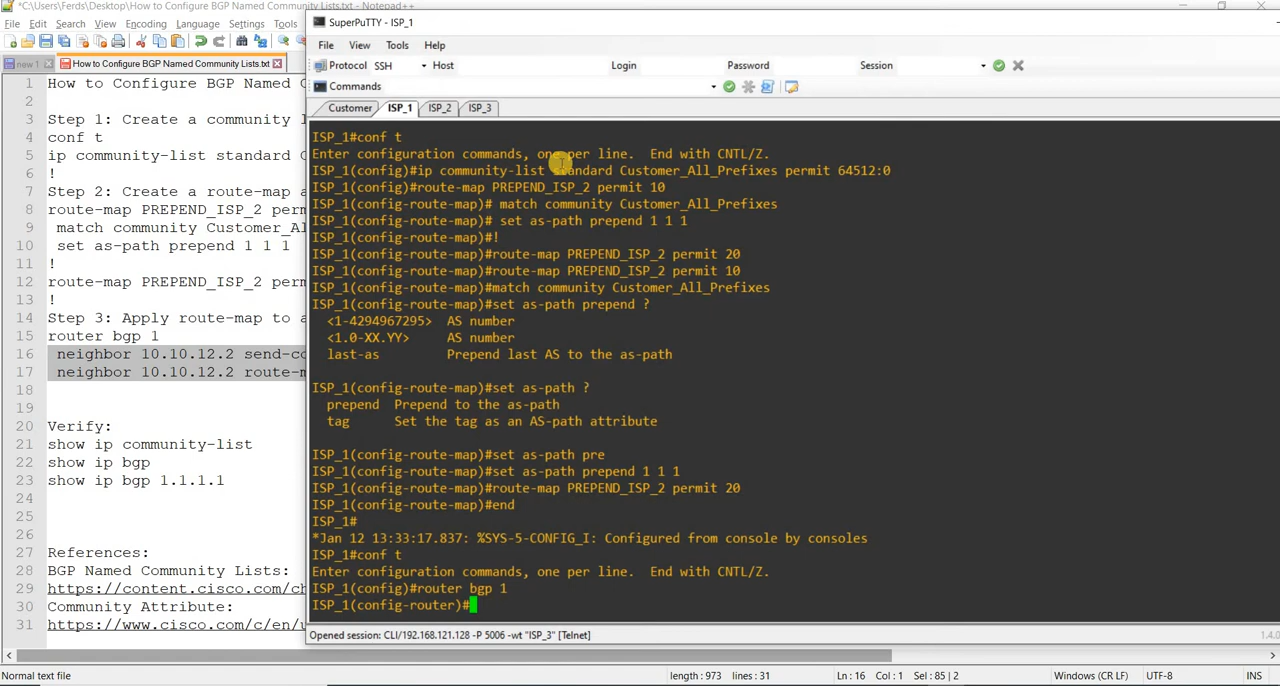 *C:\Users\Ferds\Desktop\How to Configure BGP Named Community Lists.txt - Notepad++
File Edit Search View Encoding Language Settings Tools
new 1 How to Configure BGP Named Community Lists.txt
1 How to Configure BGP Named C
2
3 Step 1: Create a community l
4 conf t
5 ip community-list standard C
6 !
7 Step 2: Create a route-map a
8 route-map PREPEND_ISP_2 perm
9 match community Customer_Al
10 set as-path prepend 1 1 1
11 !
12 route-map PREPEND_ISP_2 perm
13 !
14 Step 3: Apply route-map to a
15 router bgp 1
16 neighbor 10.10.12.2 send-co
17 neighbor 10.10.12.2 route-m
18
19
20 Verify:
21 show ip community-list
22 show ip bgp
23 show ip bgp 1.1.1.1
24
25
26
27 References:
28 BGP Named Community Lists:
29 https://content.cisco.com/ch
30 Community Attribute:
31 https://www.cisco.com/c/en/u
SuperPuTTY - ISP_1
File View Tools Help
Protocol SSH Host Login Password Session
Commands
Customer ISP_1 ISP_2 ISP_3
ISP_1#conf t
Enter configuration commands, one per line. End with CNTL/Z.
ISP_1(config)#ip community-list standard Customer_All_Prefixes permit 64512:0
ISP_1(config)#route-map PREPEND_ISP_2 permit 10
ISP_1(config-route-map)# match community Customer_All_Prefixes
ISP_1(config-route-map)# set as-path prepend 1 1 1
ISP_1(config-route-map)#!
ISP_1(config-route-map)#route-map PREPEND_ISP_2 permit 20
ISP_1(config-route-map)#route-map PREPEND_ISP_2 permit 10
ISP_1(config-route-map)#match community Customer_All_Prefixes
ISP_1(config-route-map)#set as-path prepend ?
<1-4294967295> AS number
<1.0-XX.YY> AS number
last-as Prepend last AS to the as-path
ISP_1(config-route-map)#set as-path ?
prepend Prepend to the as-path
tag Set the tag as an AS-path attribute
ISP_1(config-route-map)#set as-path pre
ISP_1(config-route-map)#set as-path prepend 1 1 1
ISP_1(config-route-map)#route-map PREPEND_ISP_2 permit 20
ISP_1(config-route-map)#end
ISP_1#
*Jan 12 13:33:17.837: %SYS-5-CONFIG_I: Configured from console by consoles
ISP_1#conf t
Enter configuration commands, one per line. End with CNTL/Z.
ISP_1(config)#router bgp 1
ISP_1(config-router)#
Opened session: CLI/192.168.121.128 -P 5006 -wt "ISP_3" [Telnet] 1.4.0
Normal text file length : 973 lines : 31 Ln : 16 Col : 1 Sel : 85 | 2 Windows (CR LF) UTF-8 INS